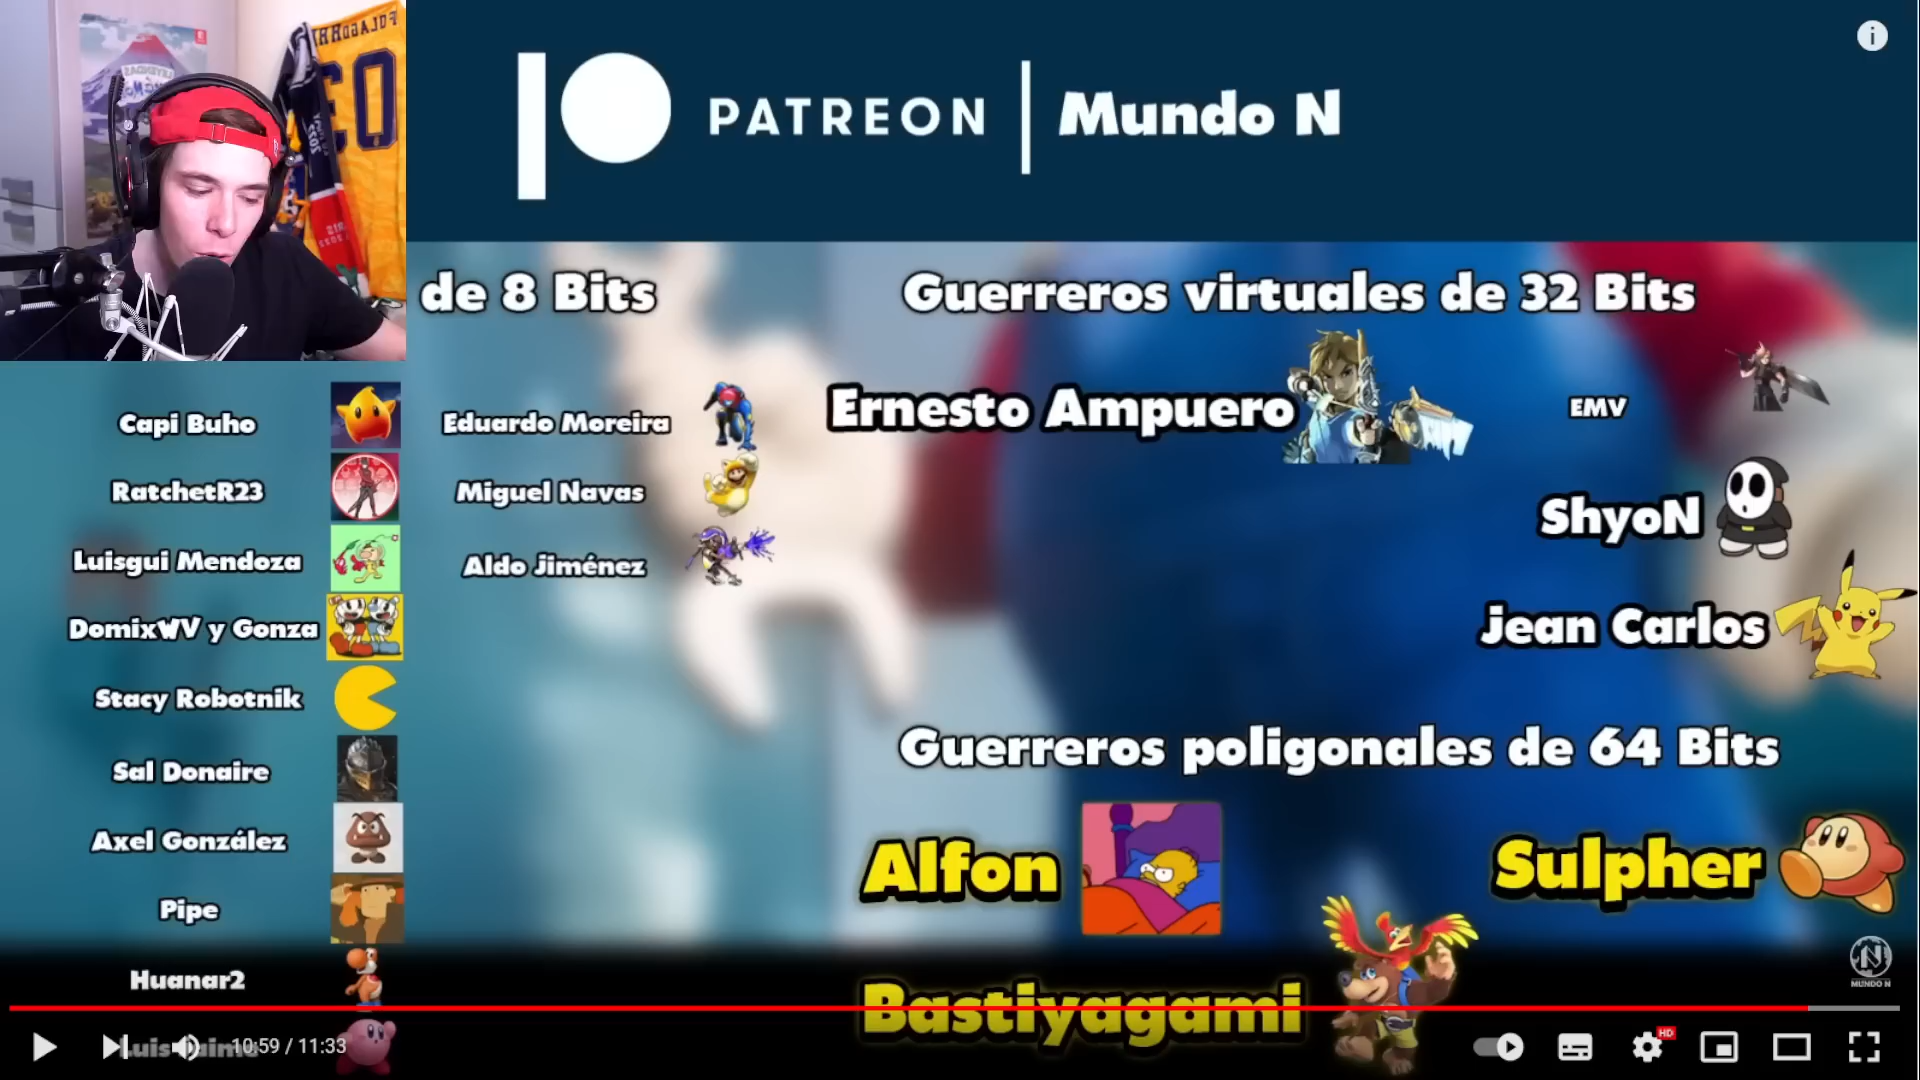 PATREON
Mundo N
de 8 Bits
Capi Buho
RatchetR23
Luisgui Mendoza
DomixWV y Gonza
Stacy Robotnik
Sal Donaire
Axel González
Pipe
Huanar2
Eduardo Moreira
Miguel Navas
Aldo Jiménez
Guerreros virtuales de 32 Bits
Ernesto Ampuero
EMV
ShyoN
Jean Carlos
Guerreros poligonales de 64 Bits
Alfon
Sulpher
Bastiyagami
MUNDO N
10:59 / 11:33
HD